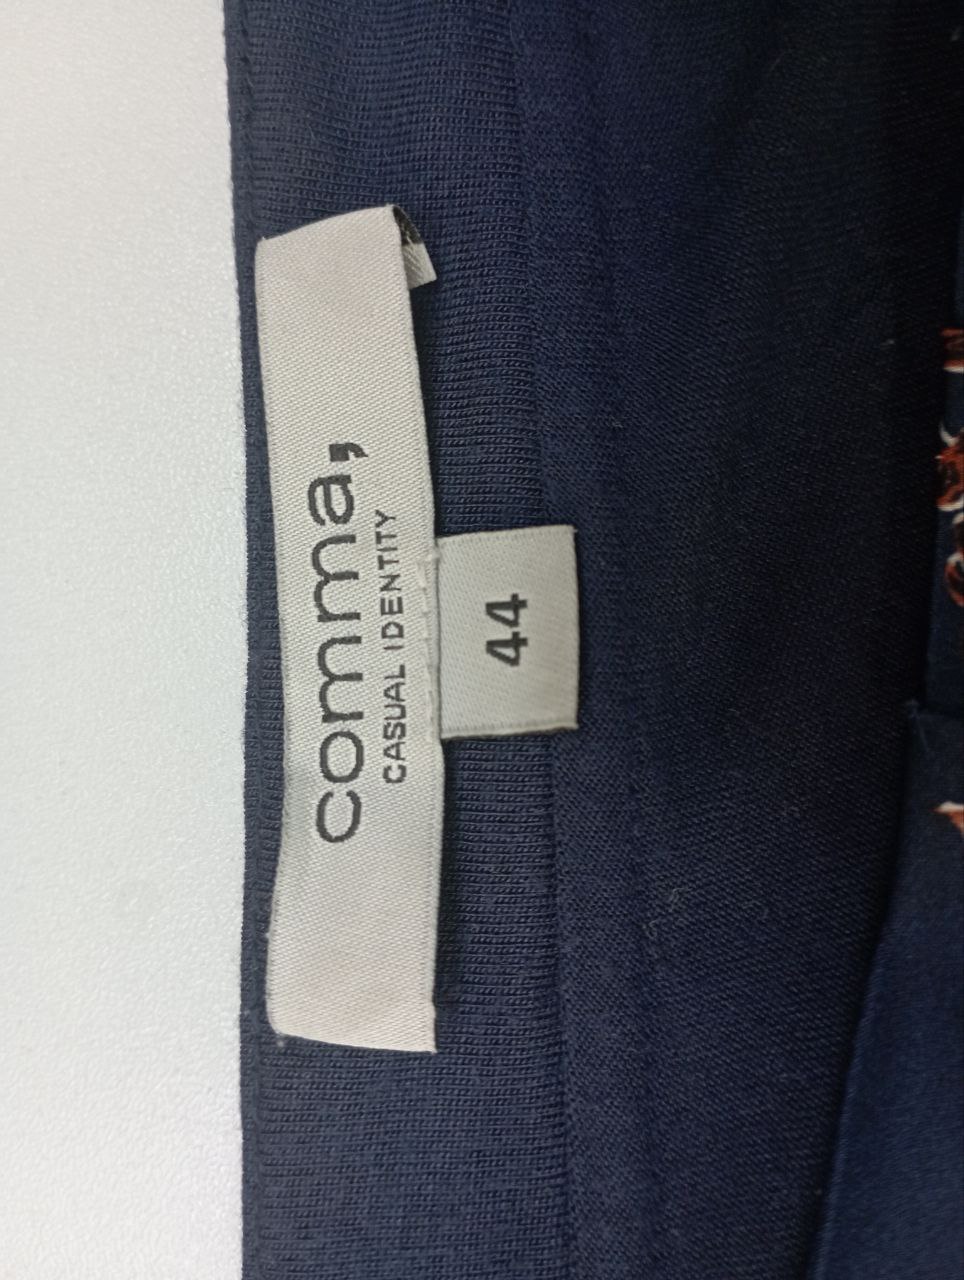 comma,
CASUAL IDENTITY
44